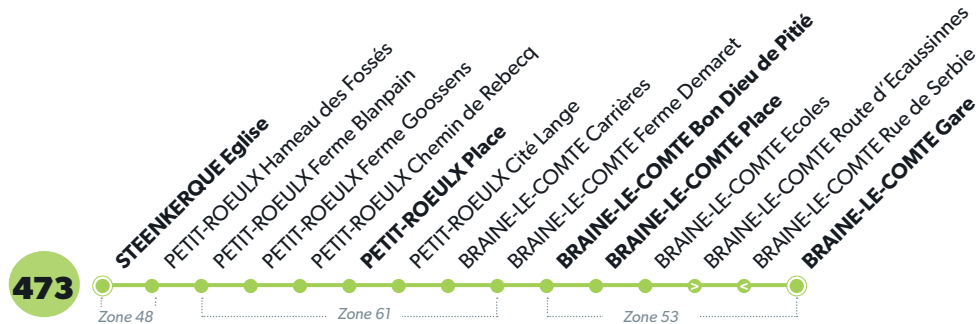 STEENKERQUE Eglise
PETIT-ROEULX Hameau des Fossés
PETIT-ROEULX Ferme Blanpain
PETIT-ROEULX Ferme Goossens
PETIT-ROEULX Chemin de Rebecq
PETIT-ROEULX Place
PETIT-ROEULX Cité Lange
BRAINE-LE-COMTE Carrières
BRAINE-LE-COMTE Ferme Demaret
BRAINE-LE-COMTE Bon Dieu de Pitié
BRAINE-LE-COMTE Place
BRAINE-LE-COMTE Ecoles
BRAINE-LE-COMTE Route d'Ecaussinnes
BRAINE-LE-COMTE Rue de Serbie
BRAINE-LE-COMTE Gare
473
> <
Zone 48
Zone 61
Zone 53